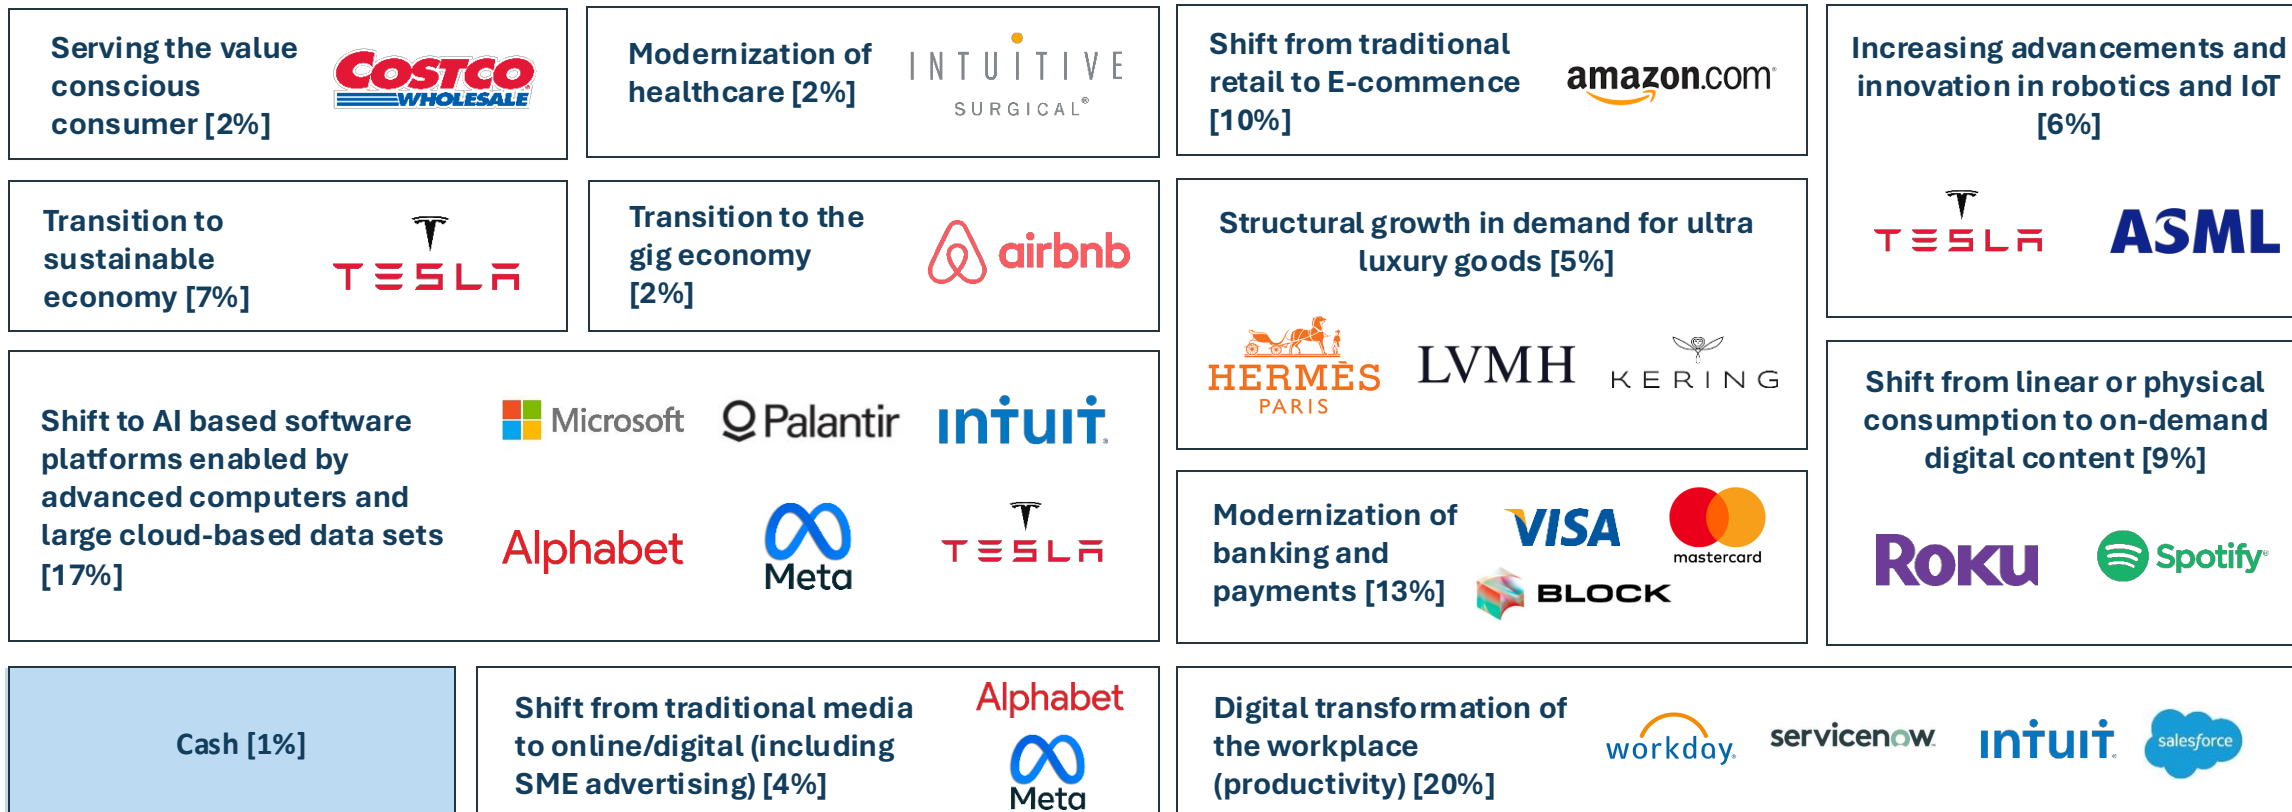 Serving the value
conscious
consumer [2%]
COSTCO
WHOLESALE
Modernization of
healthcare [2%]
INTUITIVE
SURGICAL®
Shift from traditional
retail to E-commence
[10%]
amazon.com
Increasing advancements and
innovation in robotics and IoT
[6%]
TESLA
ASML
Transition to
sustainable
economy [7%]
TESLA
Transition to the
gig economy
[2%]
airbnb
Structural growth in demand for ultra
luxury goods [5%]
HERMÈS
PARIS
LVMH
KERING
Shift to AI based software
platforms enabled by
advanced computers and
large cloud-based data sets
[17%]
Microsoft
Palantir
INTUIT
Alphabet
Meta
TESLA
Modernization of
banking and
payments [13%]
VISA
mastercard
BLOCK
Shift from linear or physical
consumption to on-demand
digital content [9%]
ROKU
Spotify
Cash [1%]
Shift from traditional media
to online/digital (including
SME advertising) [4%]
Alphabet
Meta
Digital transformation of
the workplace
(productivity) [20%]
workday.
servicenow
INTUIT
salesforce